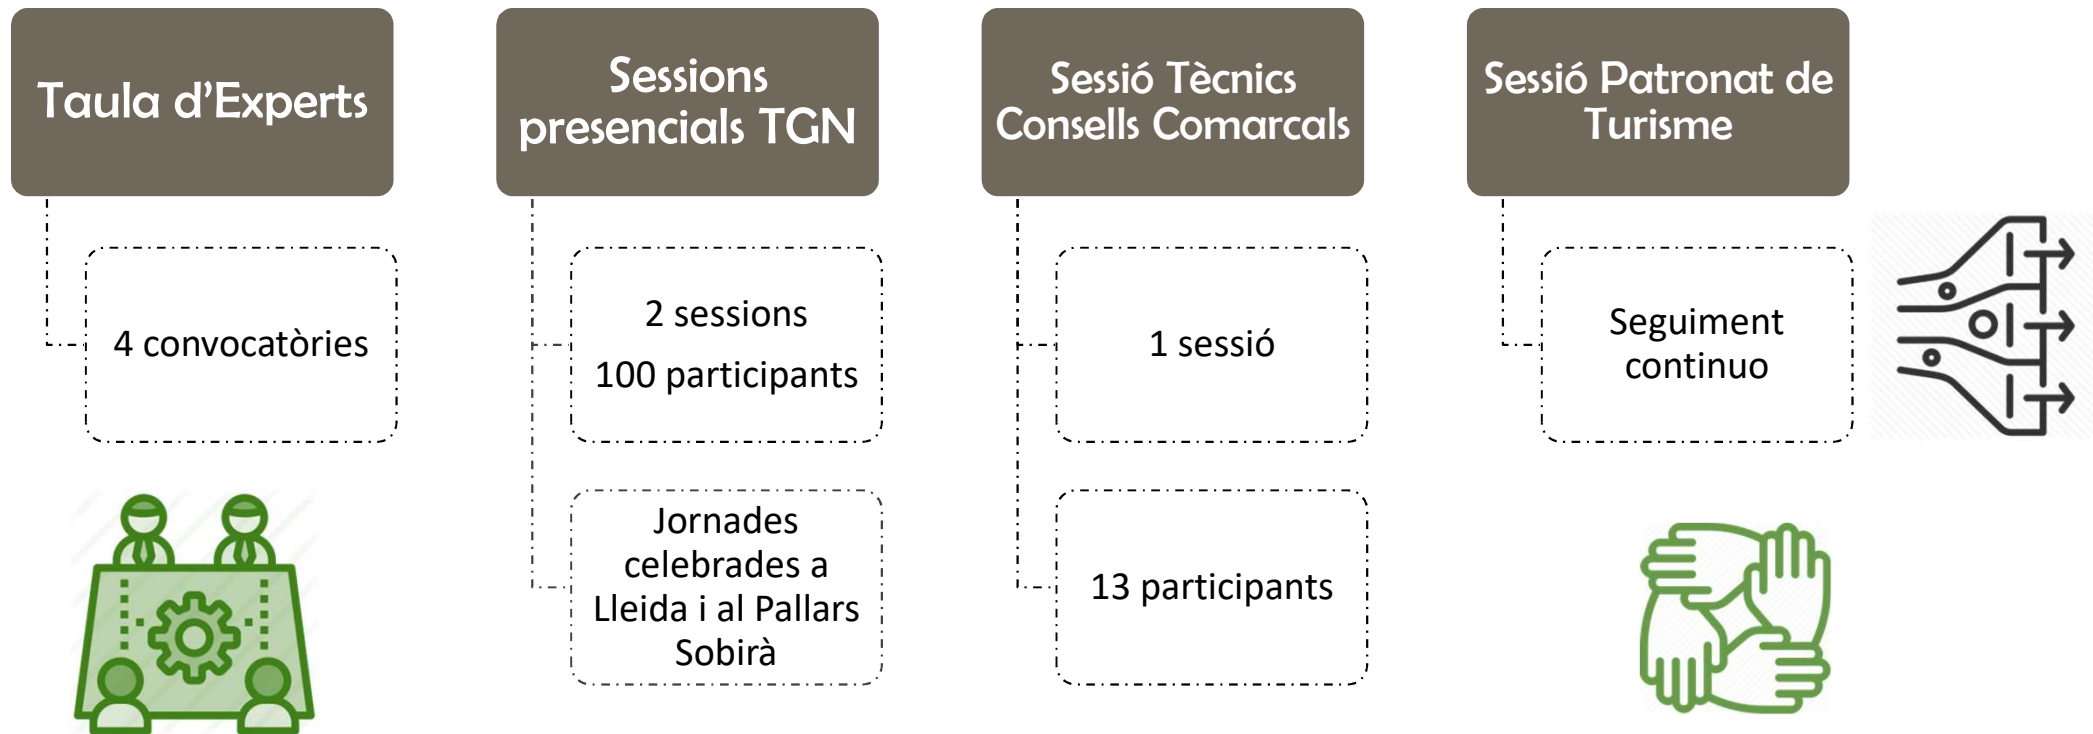 Taula d’Experts
4 convocatòries
Sessions
presencials TGN
2 sessions
100 participants
Jornades
celebrades a
Lleida i al Pallars
Sobirà
Sessió Tècnics
Consells Comarcals
1 sessió
13 participants
Sessió Patronat de
Turisme
Seguiment
continuo